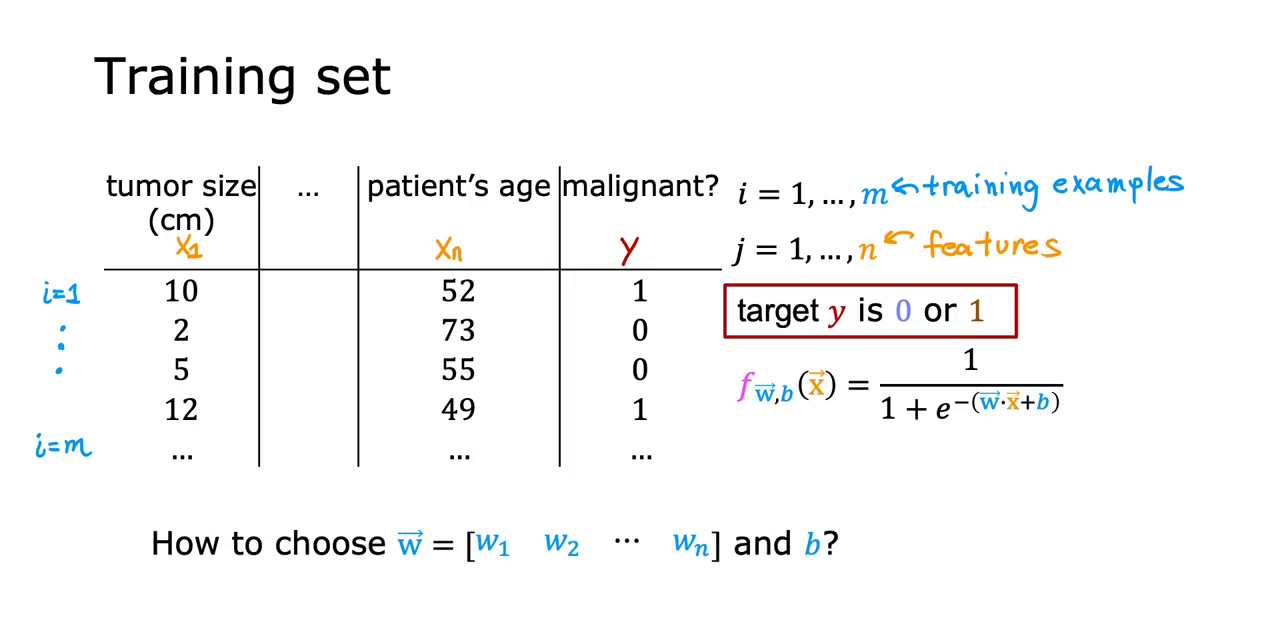 Training set
tumor size ... patient's age malignant?
(cm)
x₁ xₙ y
i=1 10 52 1
⋮ 2 73 0
5 55 0
12 49 1
i=m ... ... ...
i = 1, ..., m ← training examples
j = 1, ..., n ← features
target y is 0 or 1
f_{w⃗,b}(x⃗) = 1 / (1 + e^{−(w⃗·x⃗+b)})
How to choose w⃗ = [w₁ w₂ ⋯ wₙ] and b?